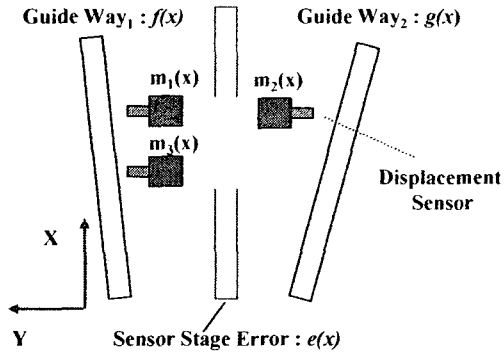 Guide Way₁ : f(x)
Guide Way₂ : g(x)
m₁(x)
m₂(x)
m₃(x)
Displacement
Sensor
X
Y
Sensor Stage Error : e(x)